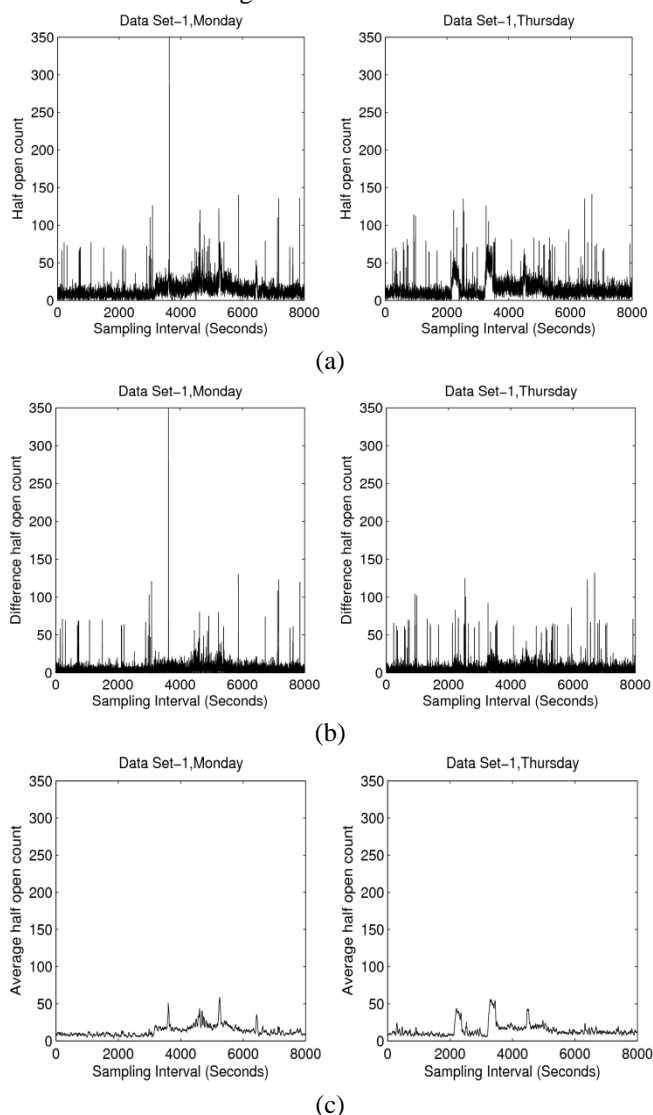 Data Set−1,Monday
350
300
250
200
150
100
50
0
Half open count
0 2000 4000 6000 8000
Sampling Interval (Seconds)
Data Set−1,Thursday
350
300
250
200
150
100
50
0
Half open count
0 2000 4000 6000 8000
Sampling Interval (Seconds)
(a)
Data Set−1,Monday
350
300
250
200
150
100
50
0
Difference half open count
0 2000 4000 6000 8000
Sampling Interval (Seconds)
Data Set−1,Thursday
350
300
250
200
150
100
50
0
Difference half open count
0 2000 4000 6000 8000
Sampling Interval (Seconds)
(b)
Data Set−1,Monday
350
300
250
200
150
100
50
0
Average half open count
0 2000 4000 6000 8000
Sampling Interval (Seconds)
Data Set−1,Thursday
350
300
250
200
150
100
50
0
Average half open count
0 2000 4000 6000 8000
Sampling Interval (Seconds)
(c)